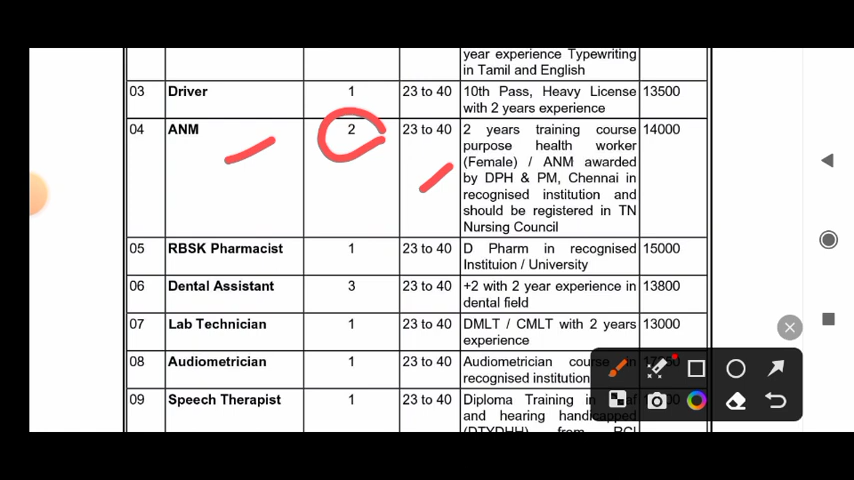 year experience Typewriting
in Tamil and English
03 Driver 1 23 to 40 10th Pass, Heavy License 13500
with 2 years experience
04 ANM 2 23 to 40 2 years training course 14000
purpose health worker
(Female) / ANM awarded
by DPH & PM, Chennai in
recognised institution and
should be registered in TN
Nursing Council
05 RBSK Pharmacist 1 23 to 40 D Pharm in recognised 15000
Instituion / University
06 Dental Assistant 3 23 to 40 +2 with 2 year experience in 13800
dental field
07 Lab Technician 1 23 to 40 DMLT / CMLT with 2 years 13000
experience
08 Audiometrician 1 23 to 40 Audiometrician course in
recognised institution
09 Speech Therapist 1 23 to 40 Diploma Training in
and hearing handicapped
(DTYDHH) from RCI